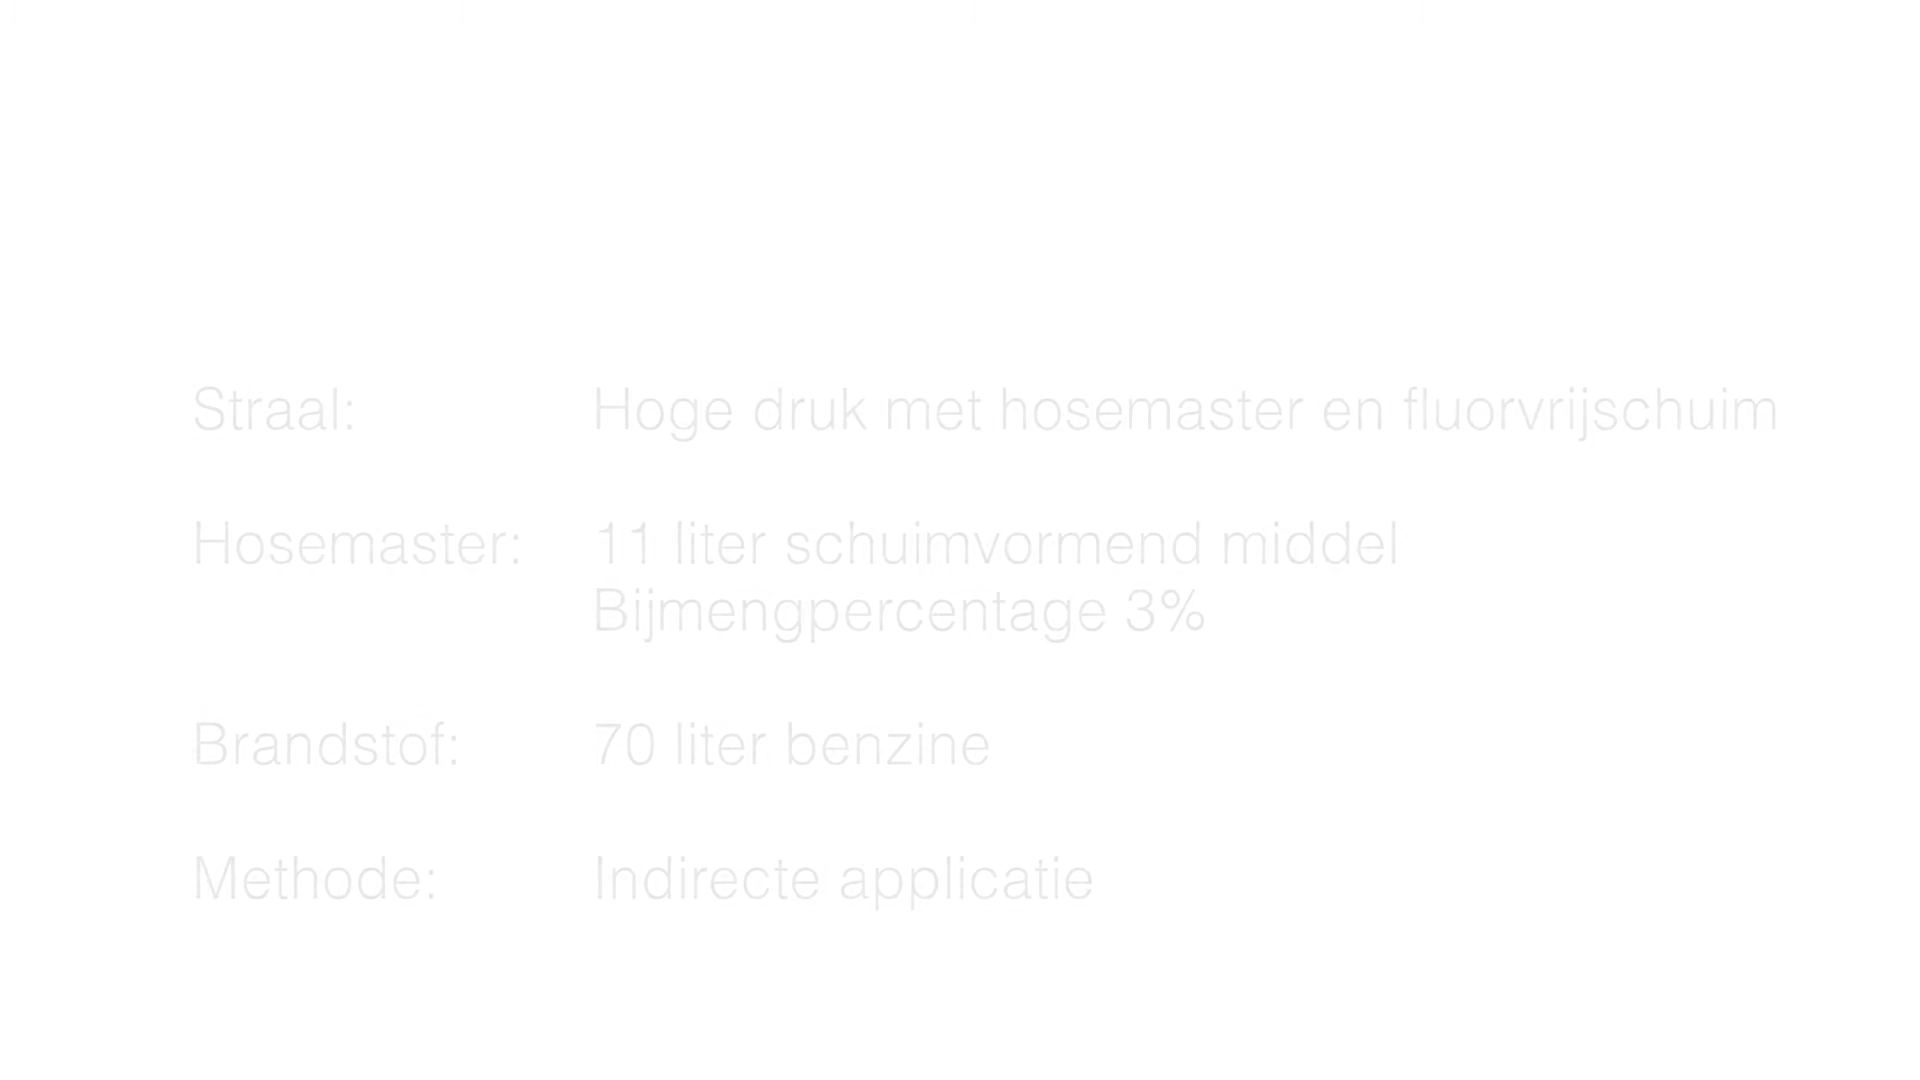 Straal: Hoge druk met hosemaster en fluorvrijschuim
Hosemaster: 11 liter schuimvormend middel
Bijmengpercentage 3%
Brandstof: 70 liter benzine
Methode: Indirecte applicatie